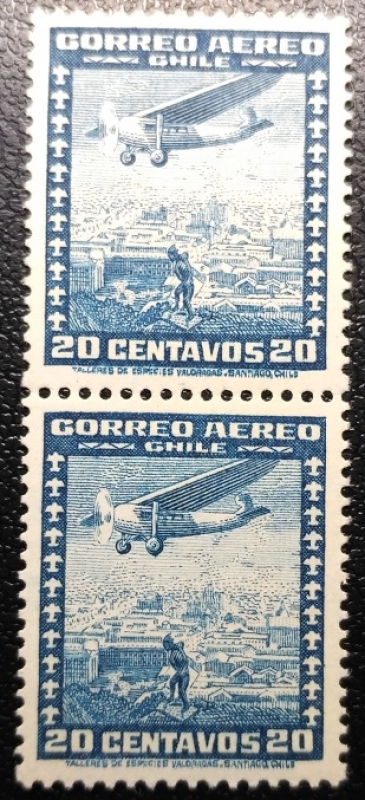 CORREO AEREO
CHILE
20 CENTAVOS 20
TALLERES DE ESPECIES VALORADAS. SANTIAGO, CHILE
CORREO AEREO
CHILE
20 CENTAVOS 20
TALLERES DE ESPECIES VALORADAS. SANTIAGO, CHILE